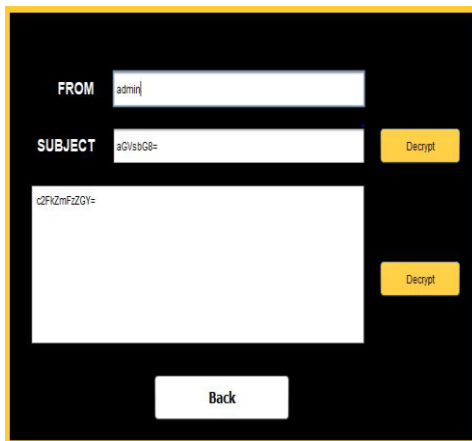 FROM admin
SUBJECT aGVsbG8= Decrypt
c2FkZmFzZGY=
Decrypt
Back